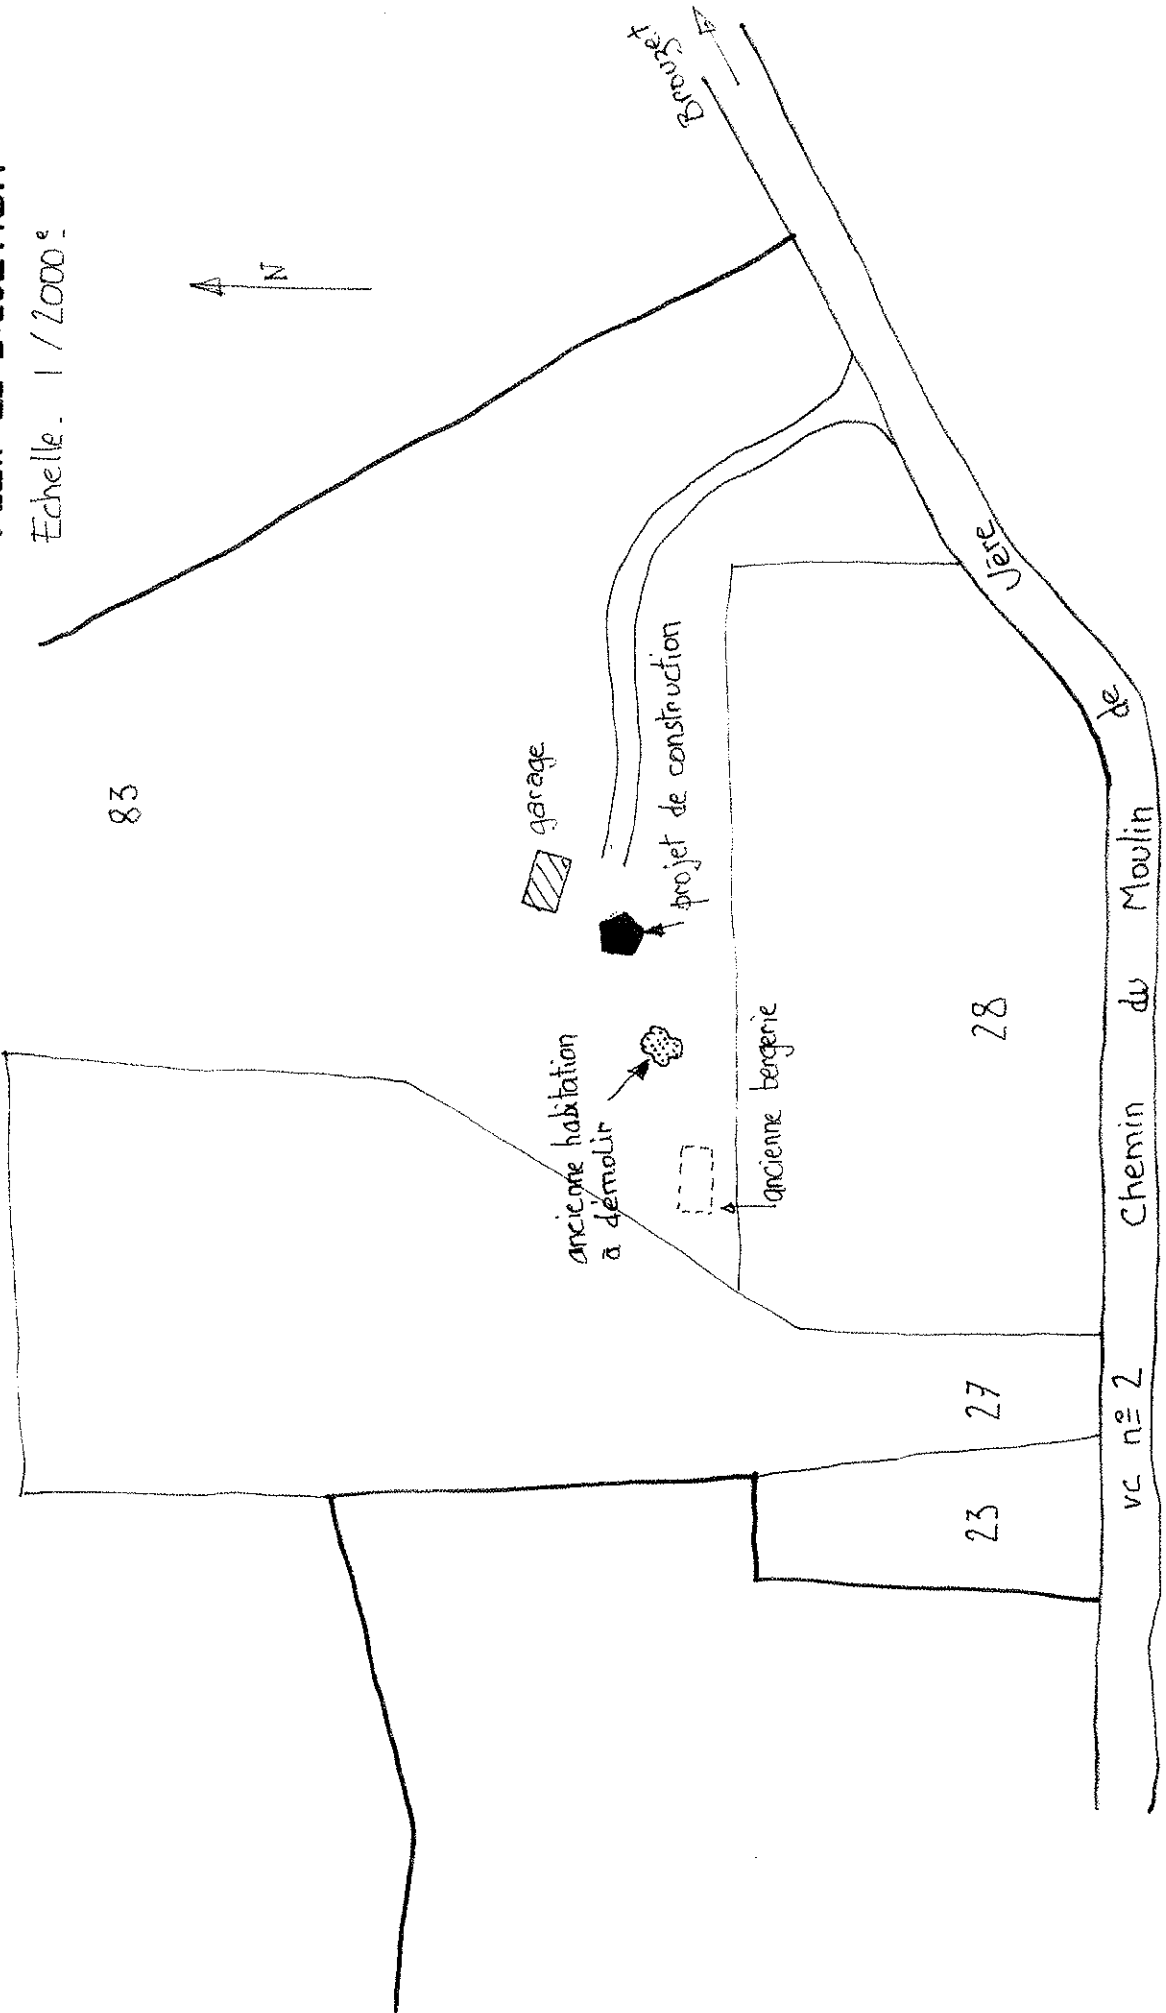 Echelle. 1 / 2000e
N
Brouzet
83
garage
projet de construction
ancienne habitation
à démolir
ancienne bergerie
28
27
23
vc n° 2 Chemin du Moulin de Jère